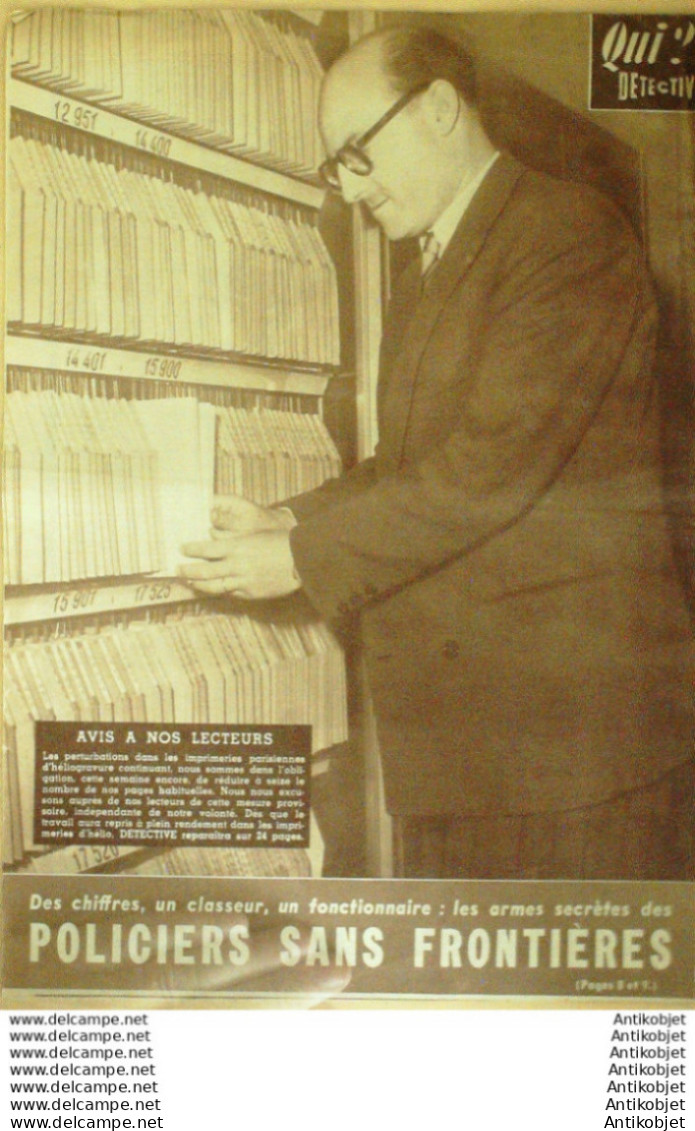 Qui?
DETECTIV
12 951 14 400
14 401 15 900
15 901 17 525
17 526
AVIS A NOS LECTEURS
Les perturbations dans les imprimeries parisiennes
d'héliogravure continuant, nous sommes dans l'obli-
gation, cette semaine encore, de réduire à seize le
nombre de nos pages habituelles. Nous nous excu-
sons auprès de nos lecteurs de cette mesure provi-
soire, indépendante de notre volonté. Dès que le
travail aura repris à plein rendement dans les impri-
meries d'hélio, DETECTIVE reparaîtra sur 24 pages.
Des chiffres, un classeur, un fonctionnaire : les armes secrètes des
POLICIERS SANS FRONTIÈRES
(Pages 8 et 9.)
www.delcampe.net Antikobjet
www.delcampe.net Antikobjet
www.delcampe.net Antikobjet
www.delcampe.net Antikobjet
www.delcampe.net Antikobjet
www.delcampe.net Antikobjet
www.delcampe.net Antikobjet